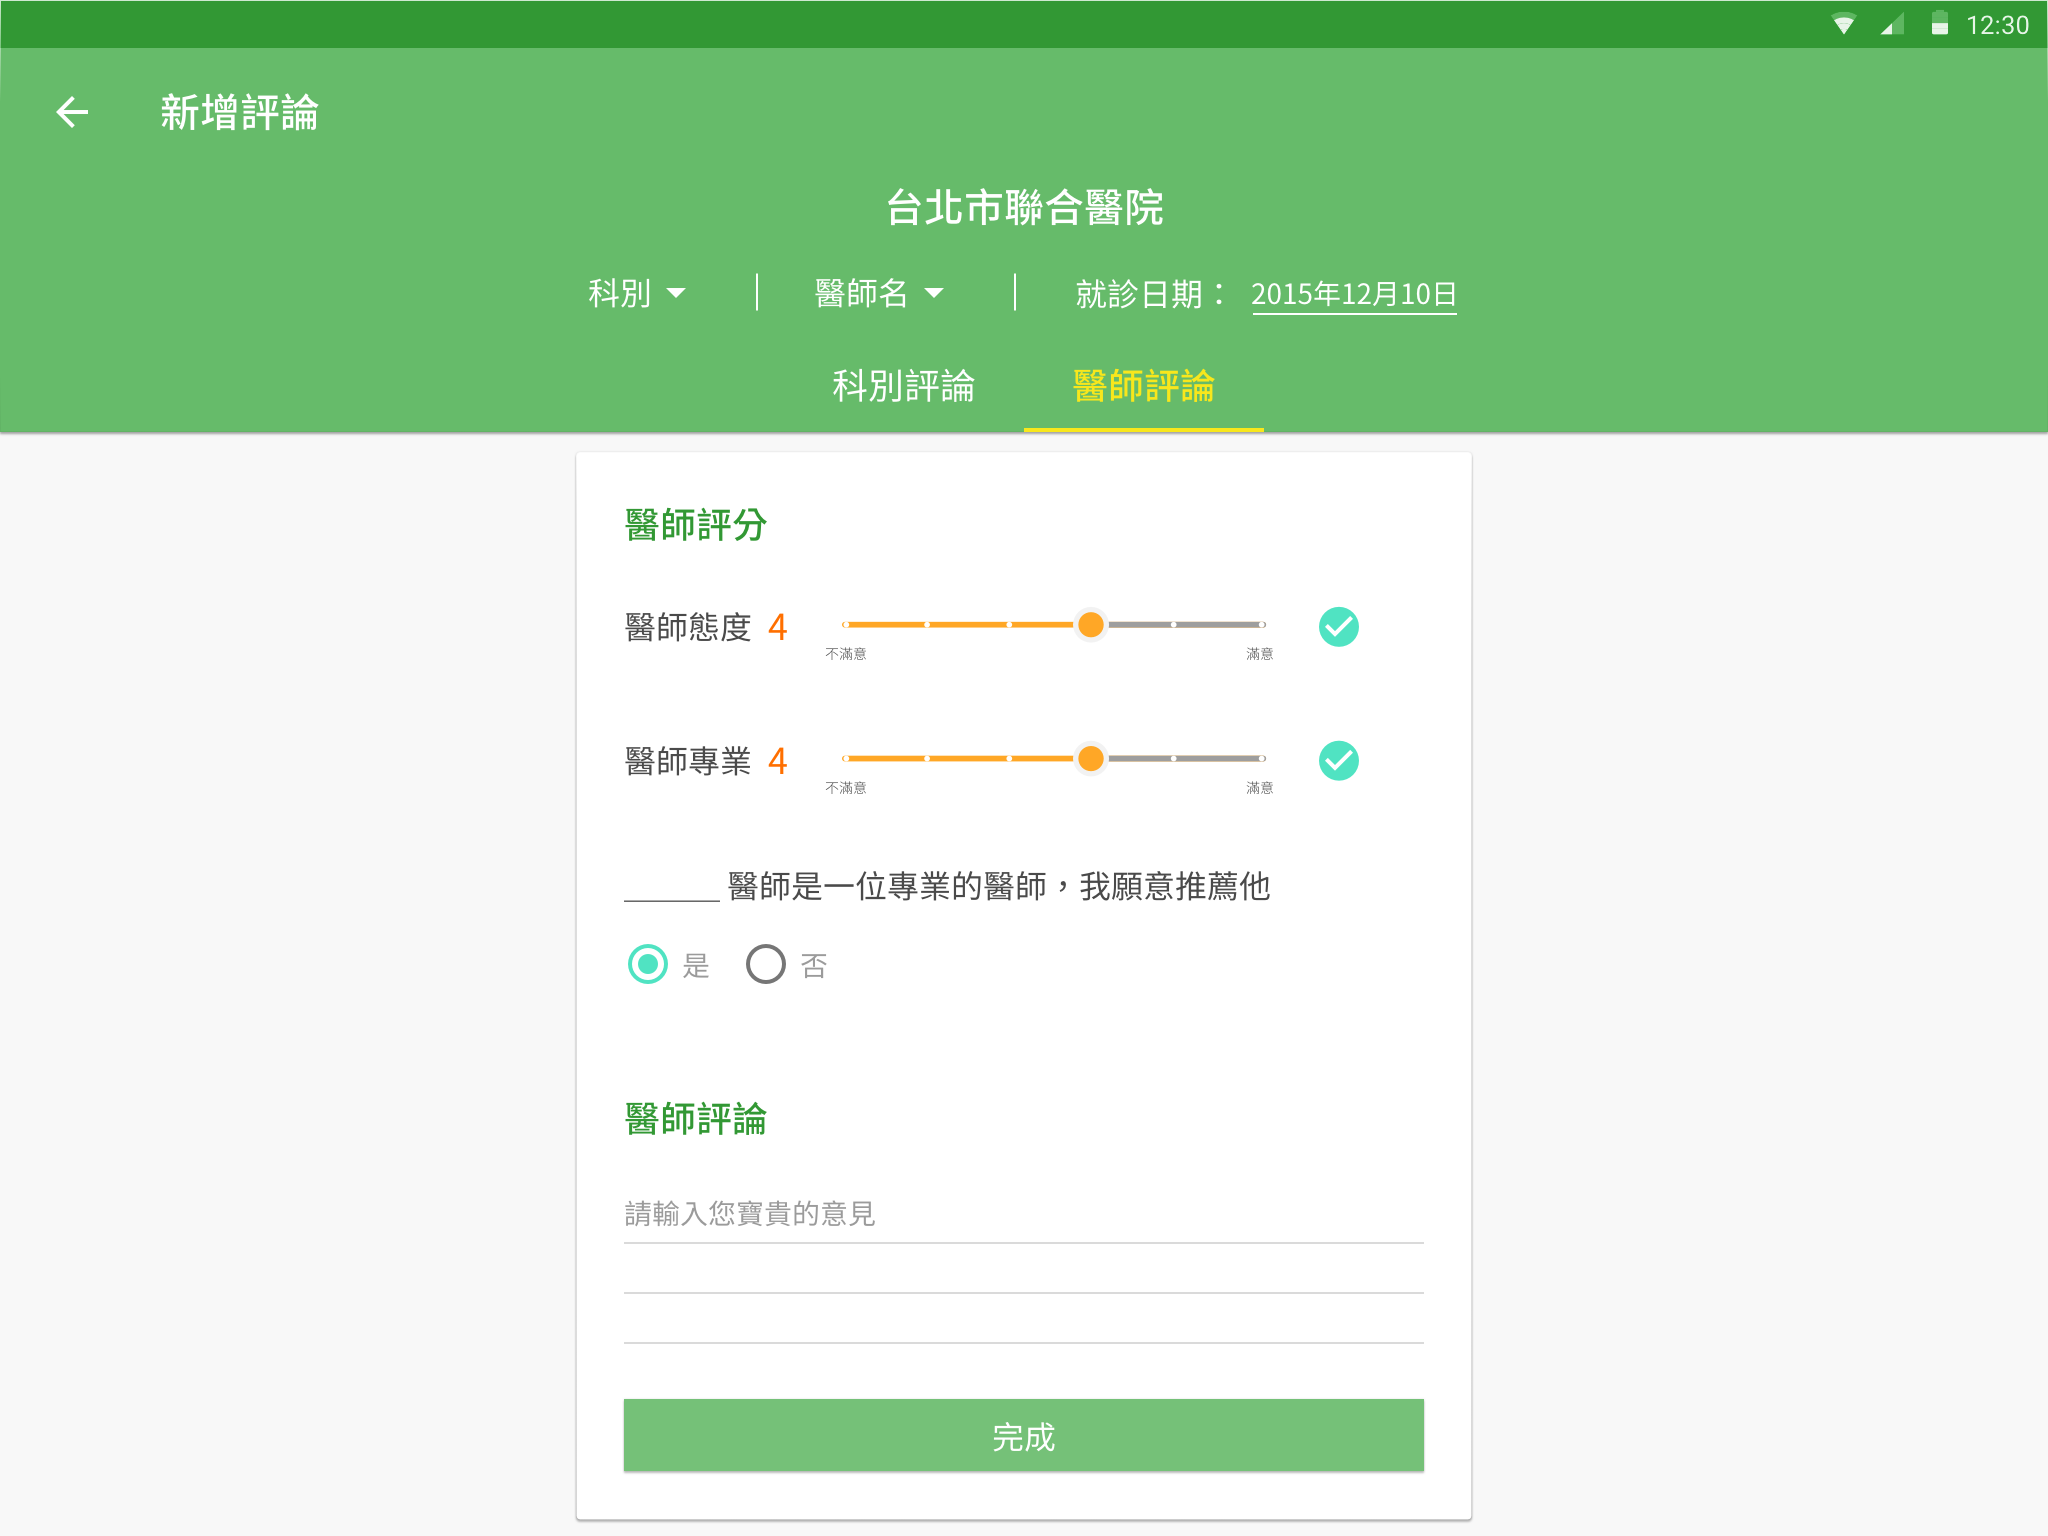 12:30
新增評論
台北市聯合醫院
科別 醫師名 就診日期： 2015年12月10日
科別評論 醫師評論
醫師評分
醫師態度 4
不滿意 滿意
醫師專業 4
不滿意 滿意
______ 醫師是一位專業的醫師，我願意推薦他
是 否
醫師評論
請輸入您寶貴的意見
完成